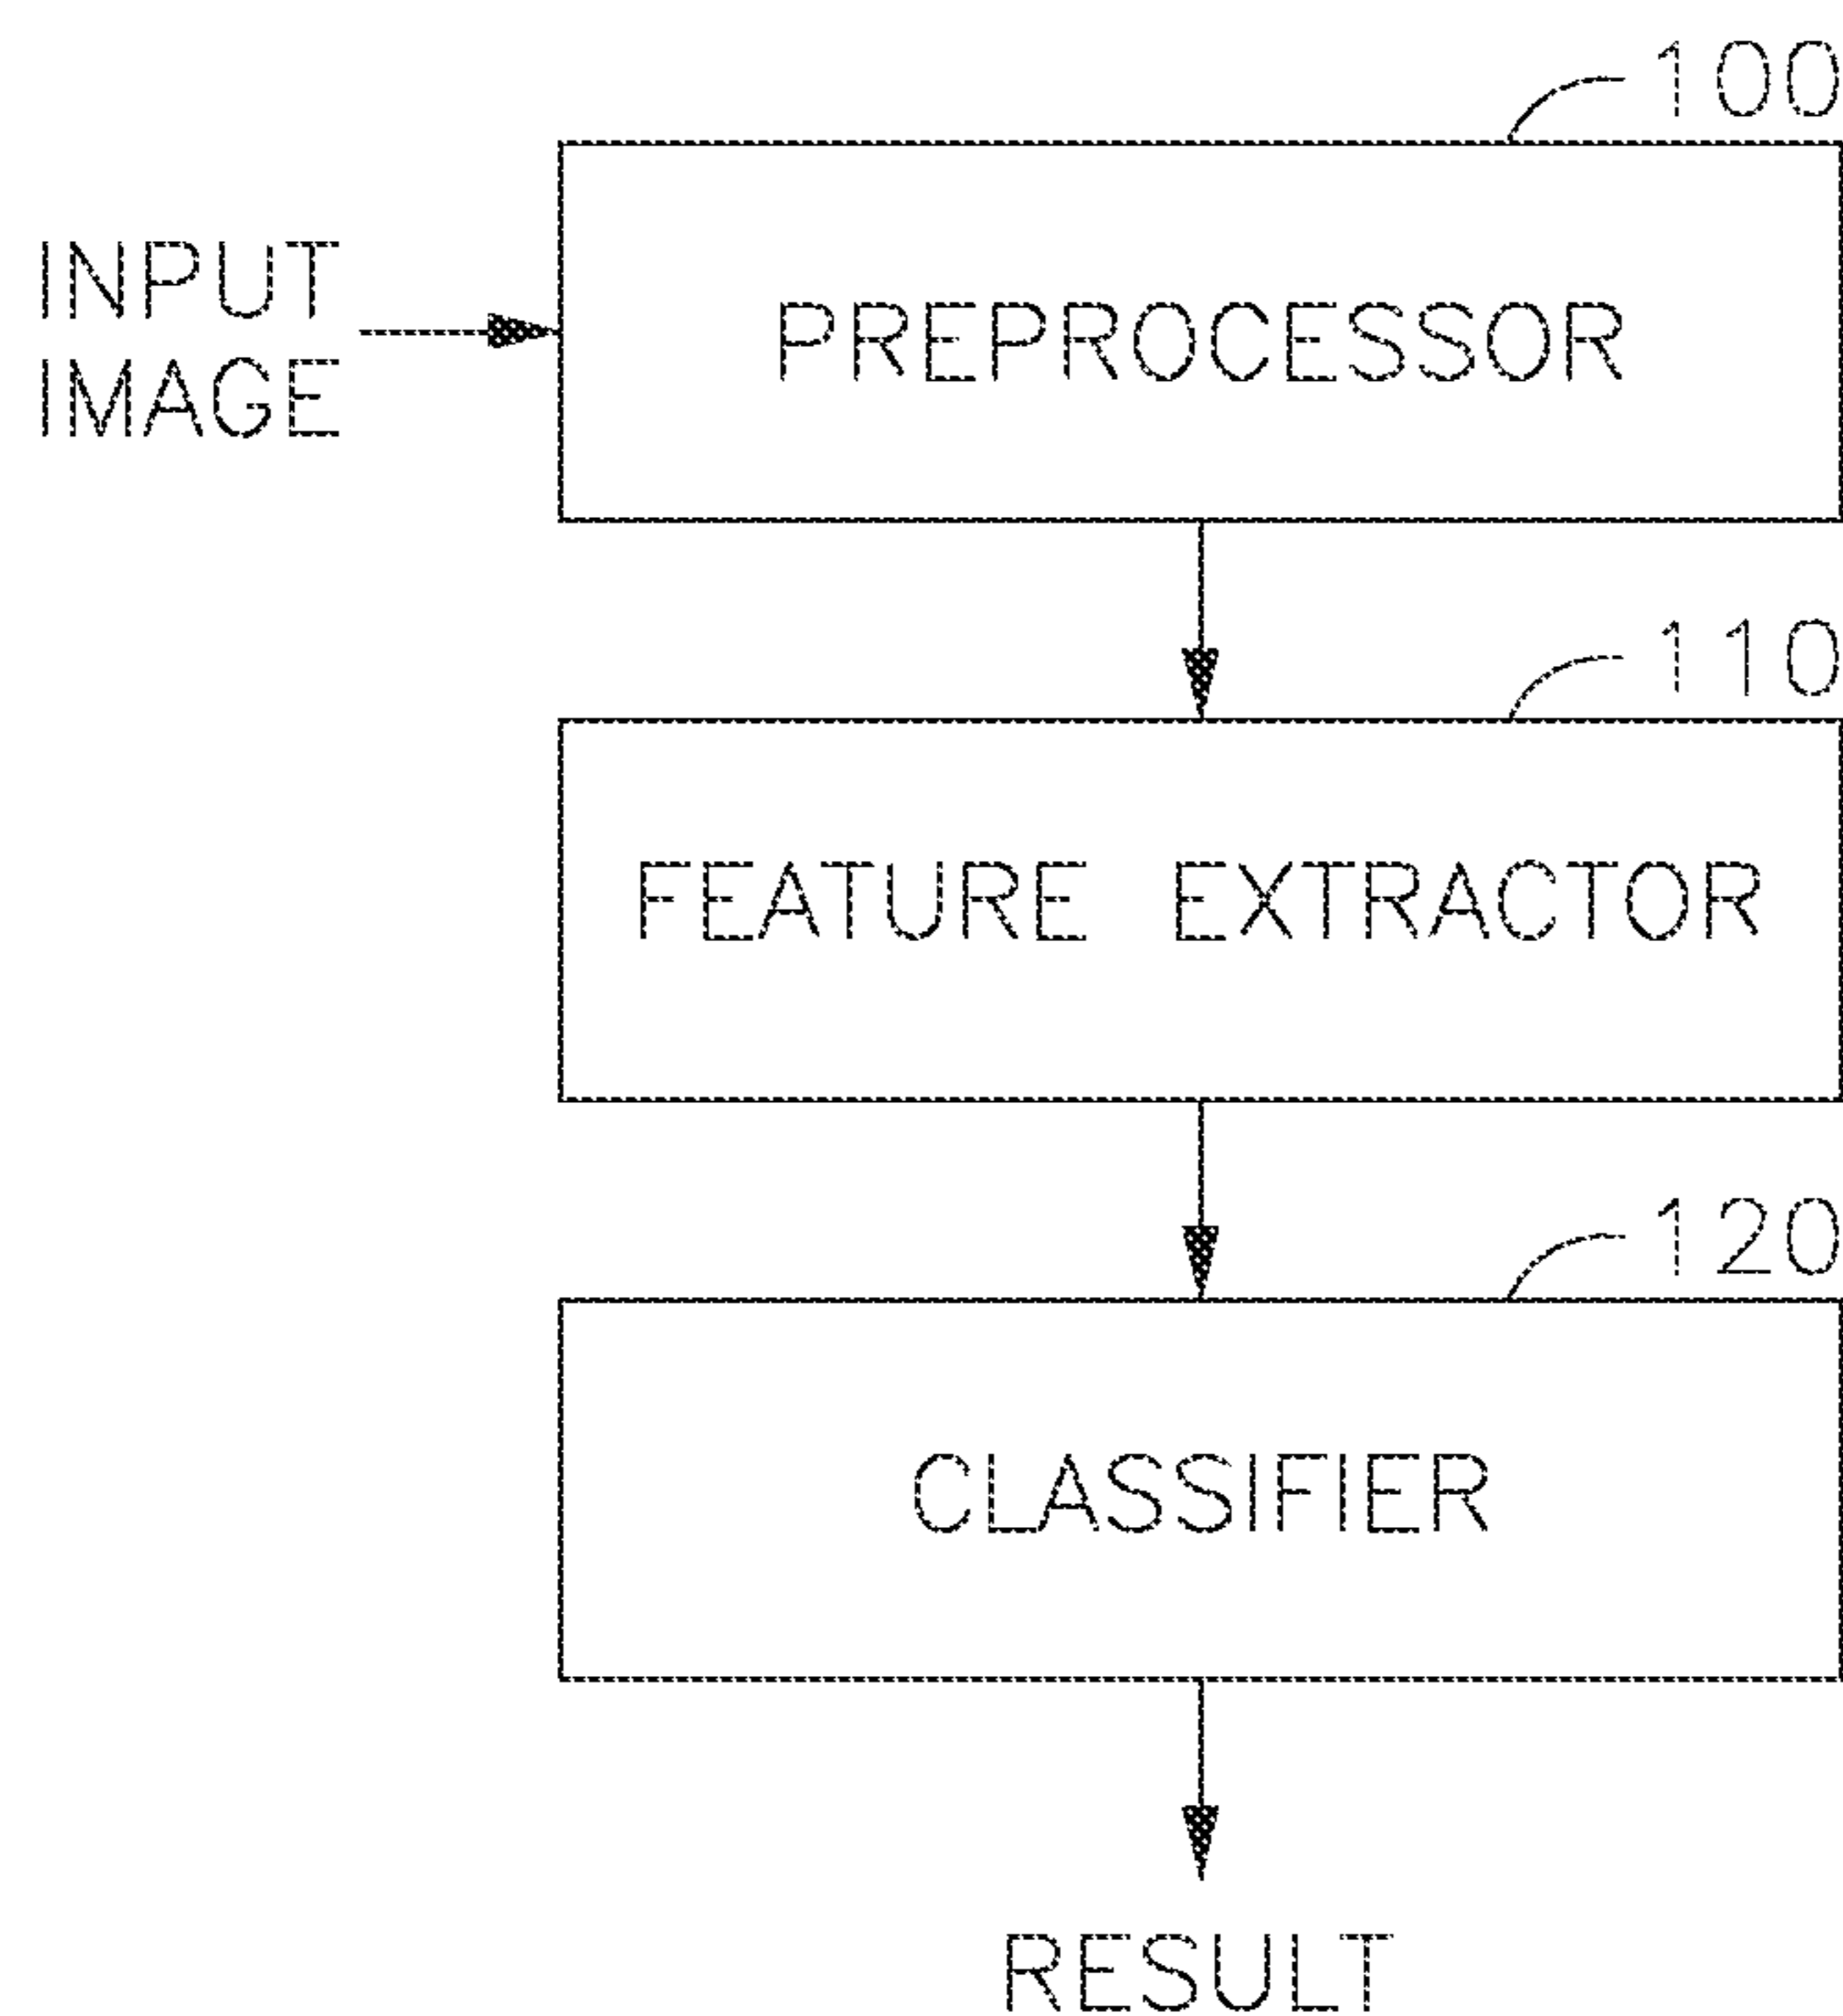 100
INPUT
IMAGE
PREPROCESSOR
110
FEATURE EXTRACTOR
120
CLASSIFIER
RESULT